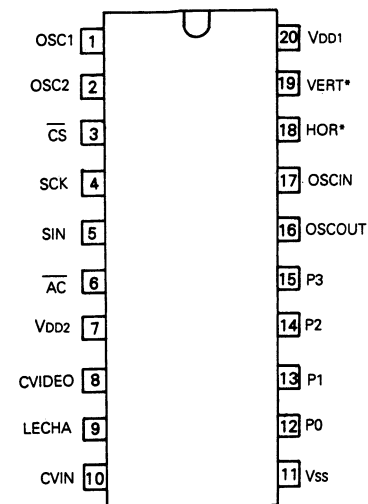 OSC1 1
OSC2 2
C̅S̅ 3
SCK 4
SIN 5
A̅C̅ 6
VDD2 7
CVIDEO 8
LECHA 9
CVIN 10
20 VDD1
19 VERT*
18 HOR*
17 OSCIN
16 OSCOUT
15 P3
14 P2
13 P1
12 P0
11 VSS